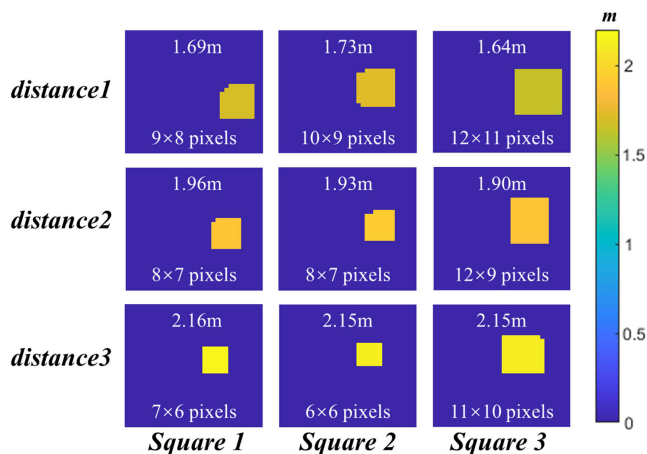 m
1.69m
1.73m
1.64m
2
distance1
9×8 pixels
10×9 pixels
12×11 pixels
1.5
1.96m
1.93m
1.90m
distance2
1
8×7 pixels
8×7 pixels
12×9 pixels
2.16m
2.15m
2.15m
0.5
distance3
7×6 pixels
6×6 pixels
11×10 pixels
0
Square 1
Square 2
Square 3